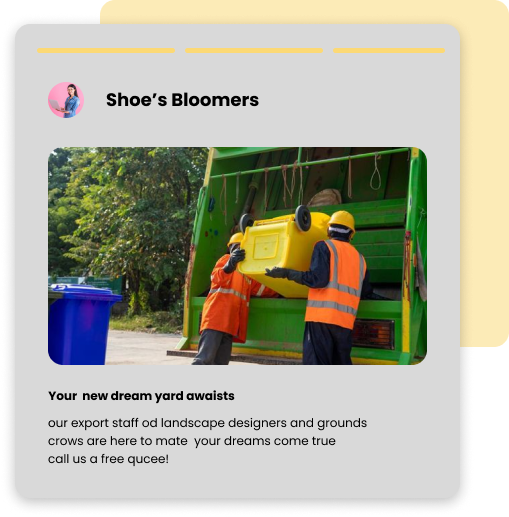 Shoe's Bloomers
Your new dream yard awaists
our export staff od landscape designers and grounds
crows are here to mate your dreams come true
call us a free qucee!